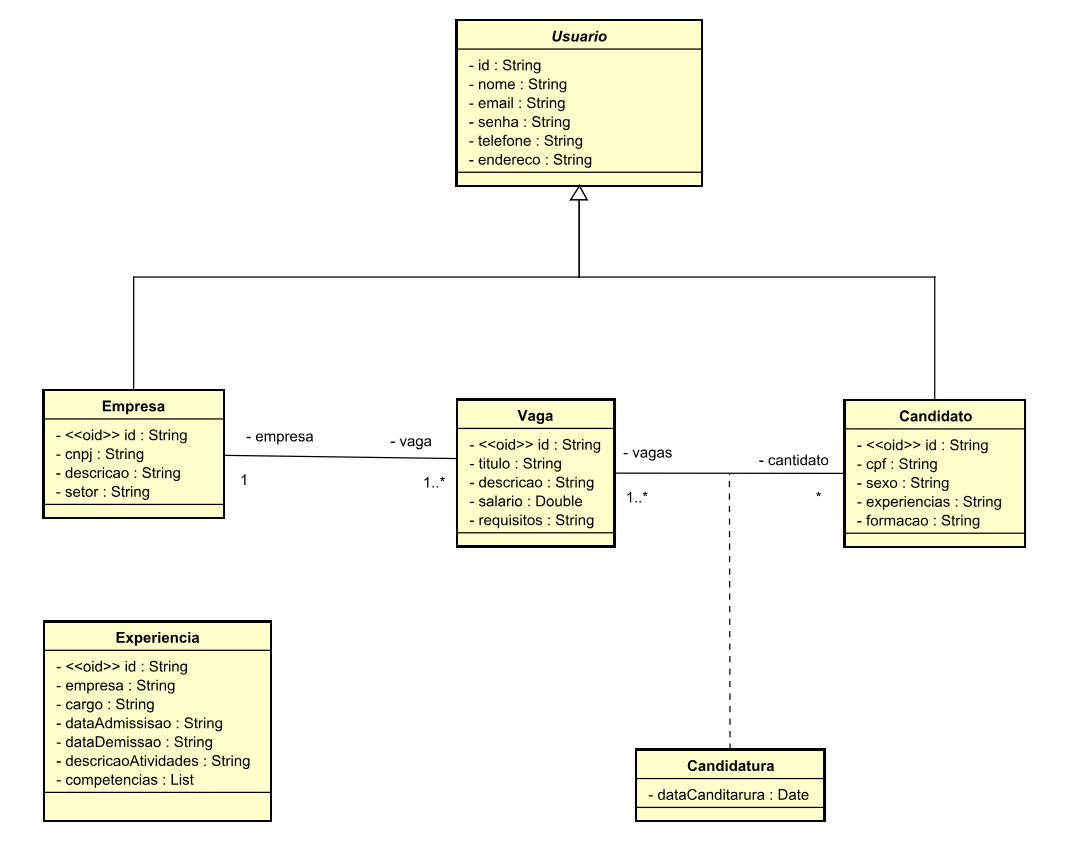 Usuario
- id : String
- nome : String
- email : String
- senha : String
- telefone : String
- endereco : String
Empresa
- <<oid>> id : String
- cnpj : String
- descricao : String
- setor : String
- empresa
1
- vaga
1..*
Vaga
- <<oid>> id : String
- titulo : String
- descricao : String
- salario : Double
- requisitos : String
- vagas
1..*
- cantidato
*
Candidato
- <<oid>> id : String
- cpf : String
- sexo : String
- experiencias : String
- formacao : String
Experiencia
- <<oid>> id : String
- empresa : String
- cargo : String
- dataAdmissisao : String
- dataDemissao : String
- descricaoAtividades : String
- competencias : List
Candidatura
- dataCanditarura : Date